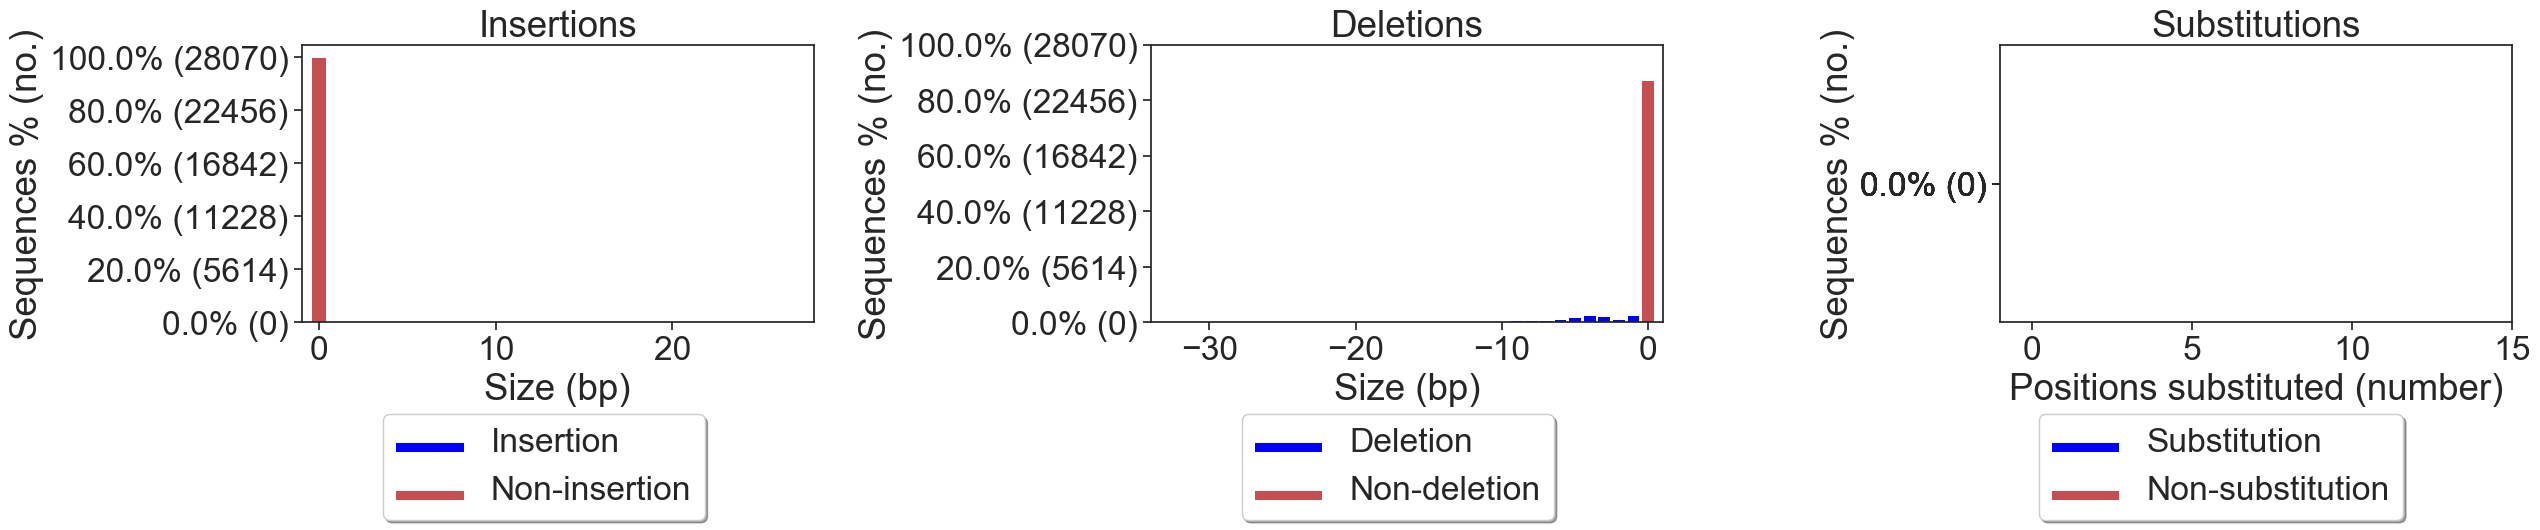 Insertions
Sequences % (no.)
100.0% (28070)
80.0% (22456)
60.0% (16842)
40.0% (11228)
20.0% (5614)
0.0% (0)
0 10 20
Size (bp)
Insertion
Non-insertion
Deletions
Sequences % (no.)
100.0% (28070)
80.0% (22456)
60.0% (16842)
40.0% (11228)
20.0% (5614)
0.0% (0)
−30 −20 −10 0
Size (bp)
Deletion
Non-deletion
Substitutions
Sequences % (no.)
0.0% (0)
0 5 10 15
Positions substituted (number)
Substitution
Non-substitution